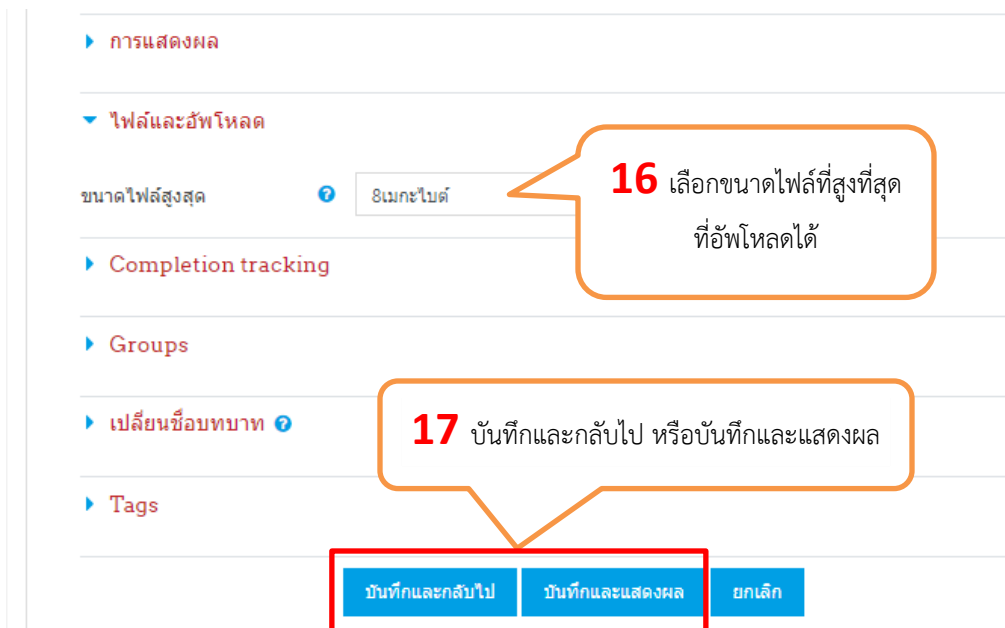 การแสดงผล
ไฟล์และอัพโหลด
ขนาดไฟล์สูงสุด
8เมกะไบต์
16 เลือกขนาดไฟล์ที่สูงที่สุด
ที่อัพโหลดได้
Completion tracking
Groups
เปลี่ยนชื่อบทบาท
17 บันทึกและกลับไป หรือบันทึกและแสดงผล
Tags
บันทึกและกลับไป บันทึกและแสดงผล ยกเลิก